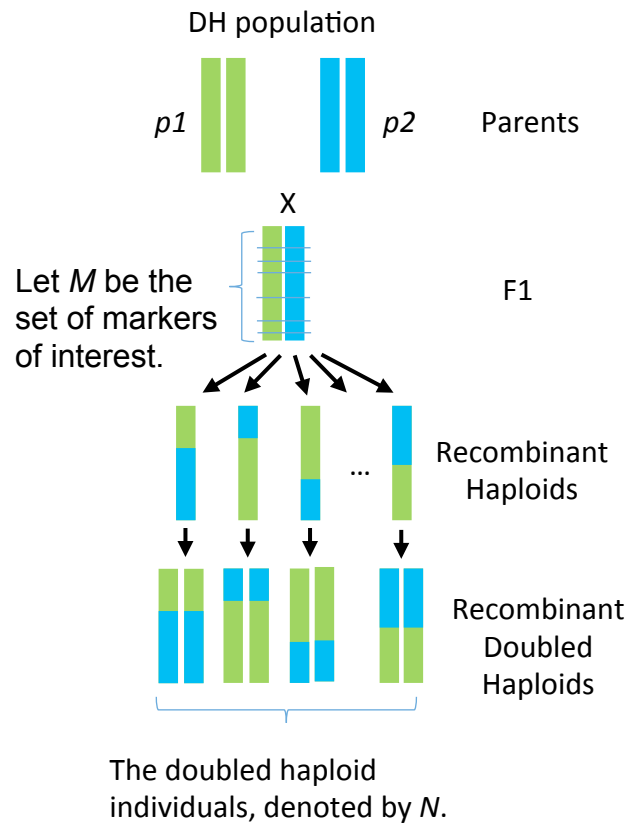 DH population
p1
p2
Parents
X
Let M be the
set of markers
of interest.
F1
...
Recombinant
Haploids
Recombinant
Doubled
Haploids
The doubled haploid
individuals, denoted by N.